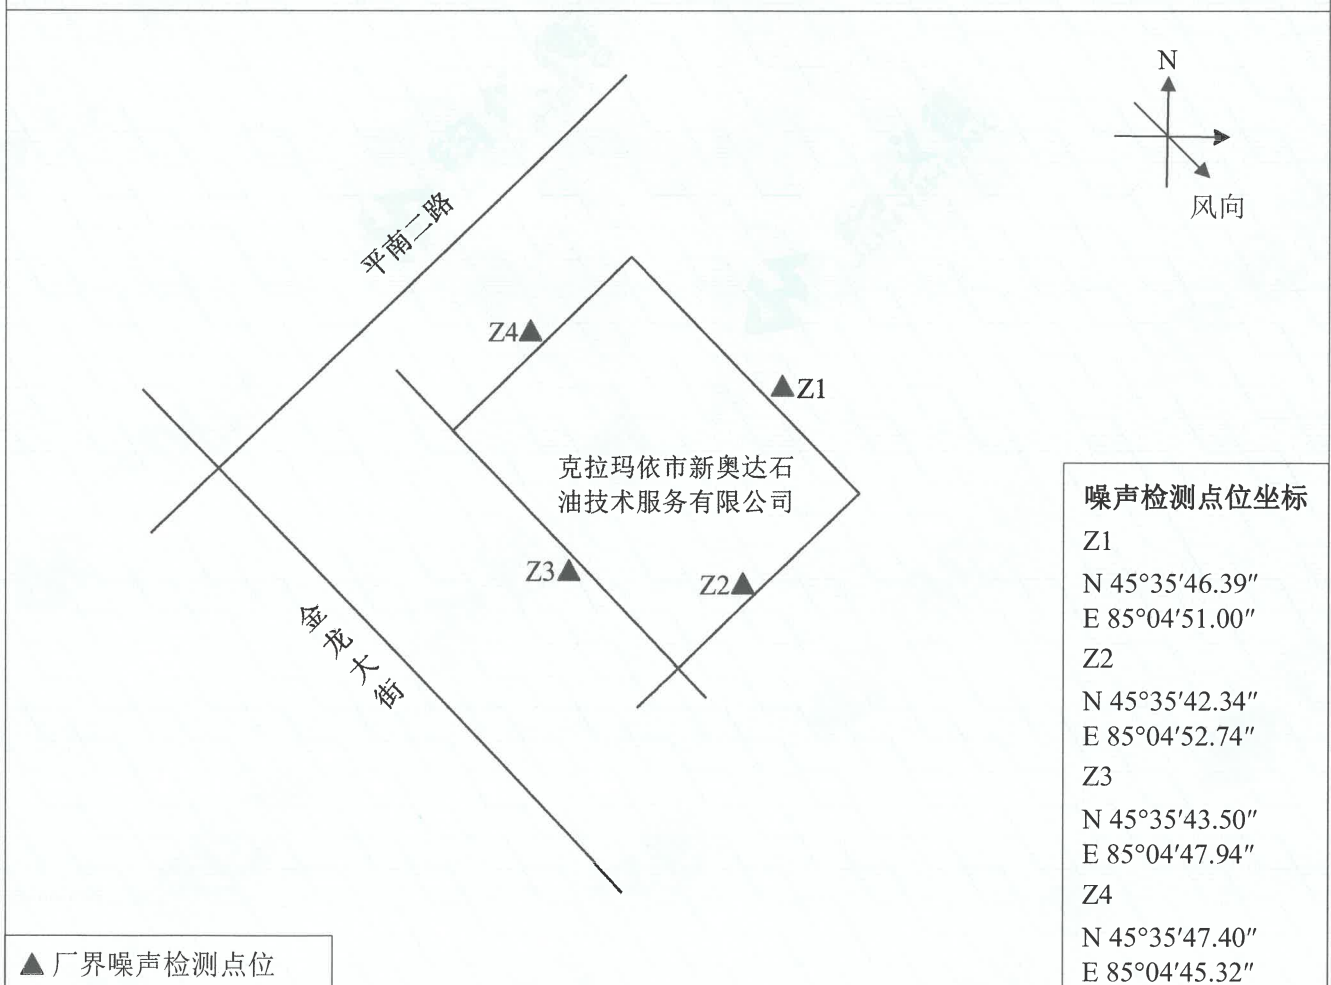 N
风向
平南二路
Z4
Z1
克拉玛依市新奥达石
油技术服务有限公司
Z3
Z2
金龙大街
噪声检测点位坐标
Z1
N 45°35′46.39″
E 85°04′51.00″
Z2
N 45°35′42.34″
E 85°04′52.74″
Z3
N 45°35′43.50″
E 85°04′47.94″
Z4
N 45°35′47.40″
E 85°04′45.32″
▲厂界噪声检测点位